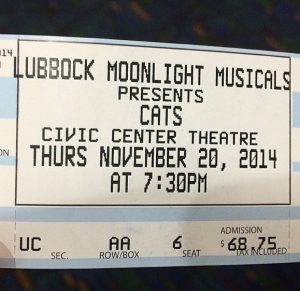 LUBBOCK MOONLIGHT MUSICALS
PRESENTS
CATS
CIVIC CENTER THEATRE
THURS NOVEMBER 20, 2014
AT 7:30PM
ADMISSION
UC SEC. AA ROW/BOX 6 SEAT $68.75
TAX INCLUDED